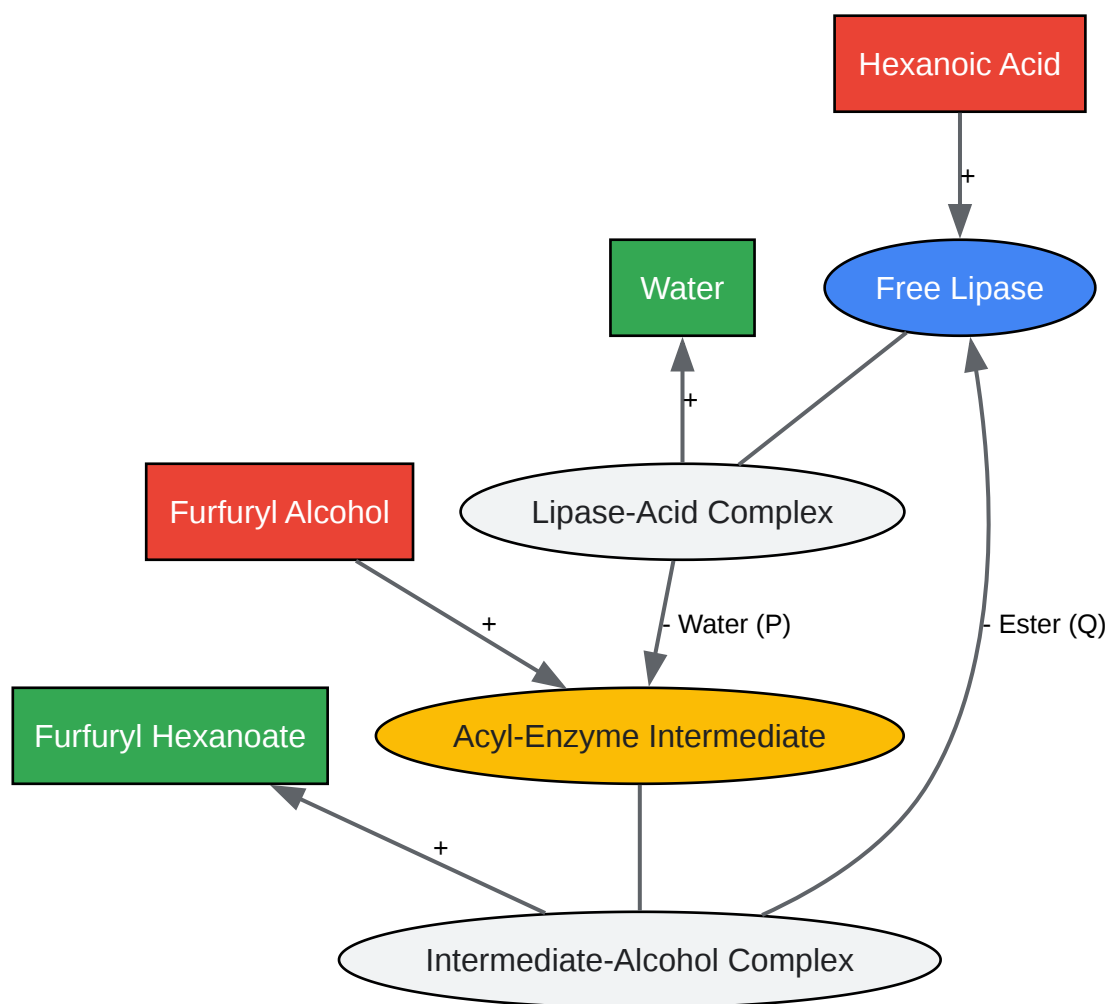 Hexanoic Acid
+
Water
Free Lipase
+
Furfuryl Alcohol
Lipase-Acid Complex
+
- Water (P)
- Ester (Q)
Furfuryl Hexanoate
Acyl-Enzyme Intermediate
+
Intermediate-Alcohol Complex